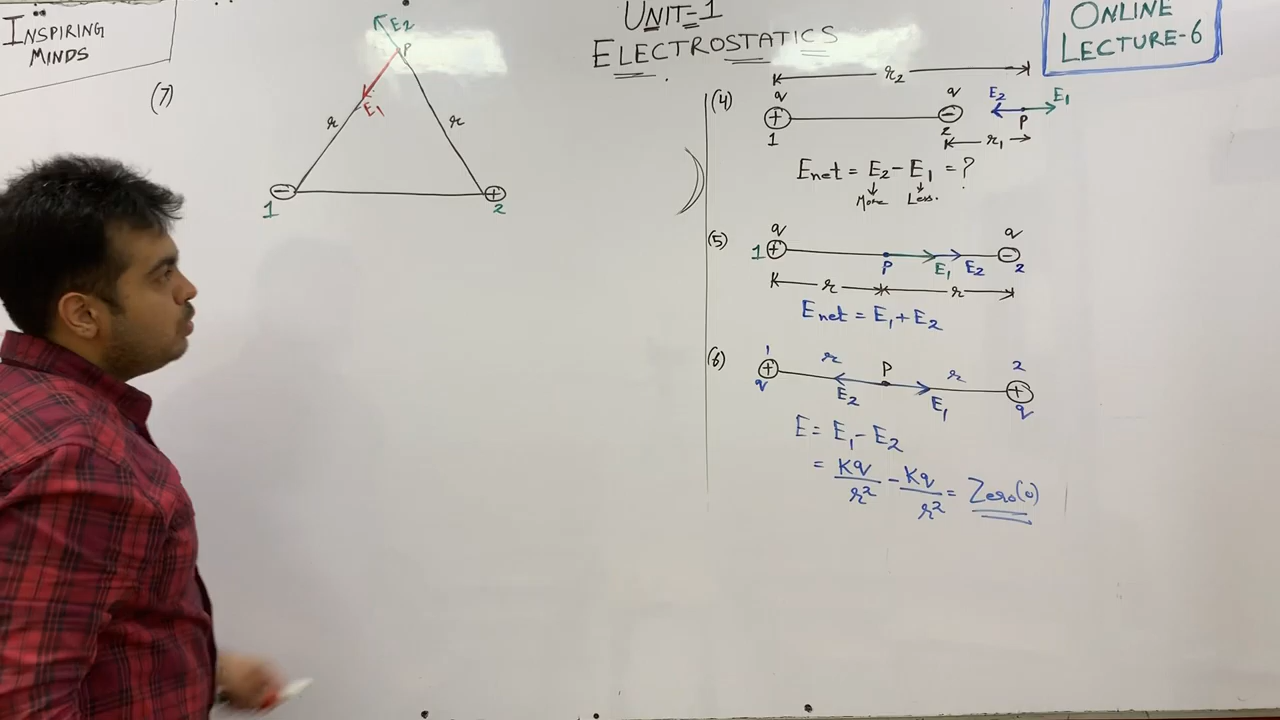 INSPIRING
MINDS
UNIT-1
ELECTROSTATICS
ONLINE
LECTURE-6
(7)
E2
P
E1
r
r
−
+
1
2
(4)
r2
q
q
+
−
1
2
E2
E1
P
r1
Enet = E2 - E1 = ?
More Less.
(5)
q
q
1
+
−
P
E1
E2
2
r
r
Enet = E1 + E2
(6)
1
r
P
r
2
+
+
q
E2
E1
q
E = E1 - E2
= Kq/r² - Kq/r² = Zero(0)